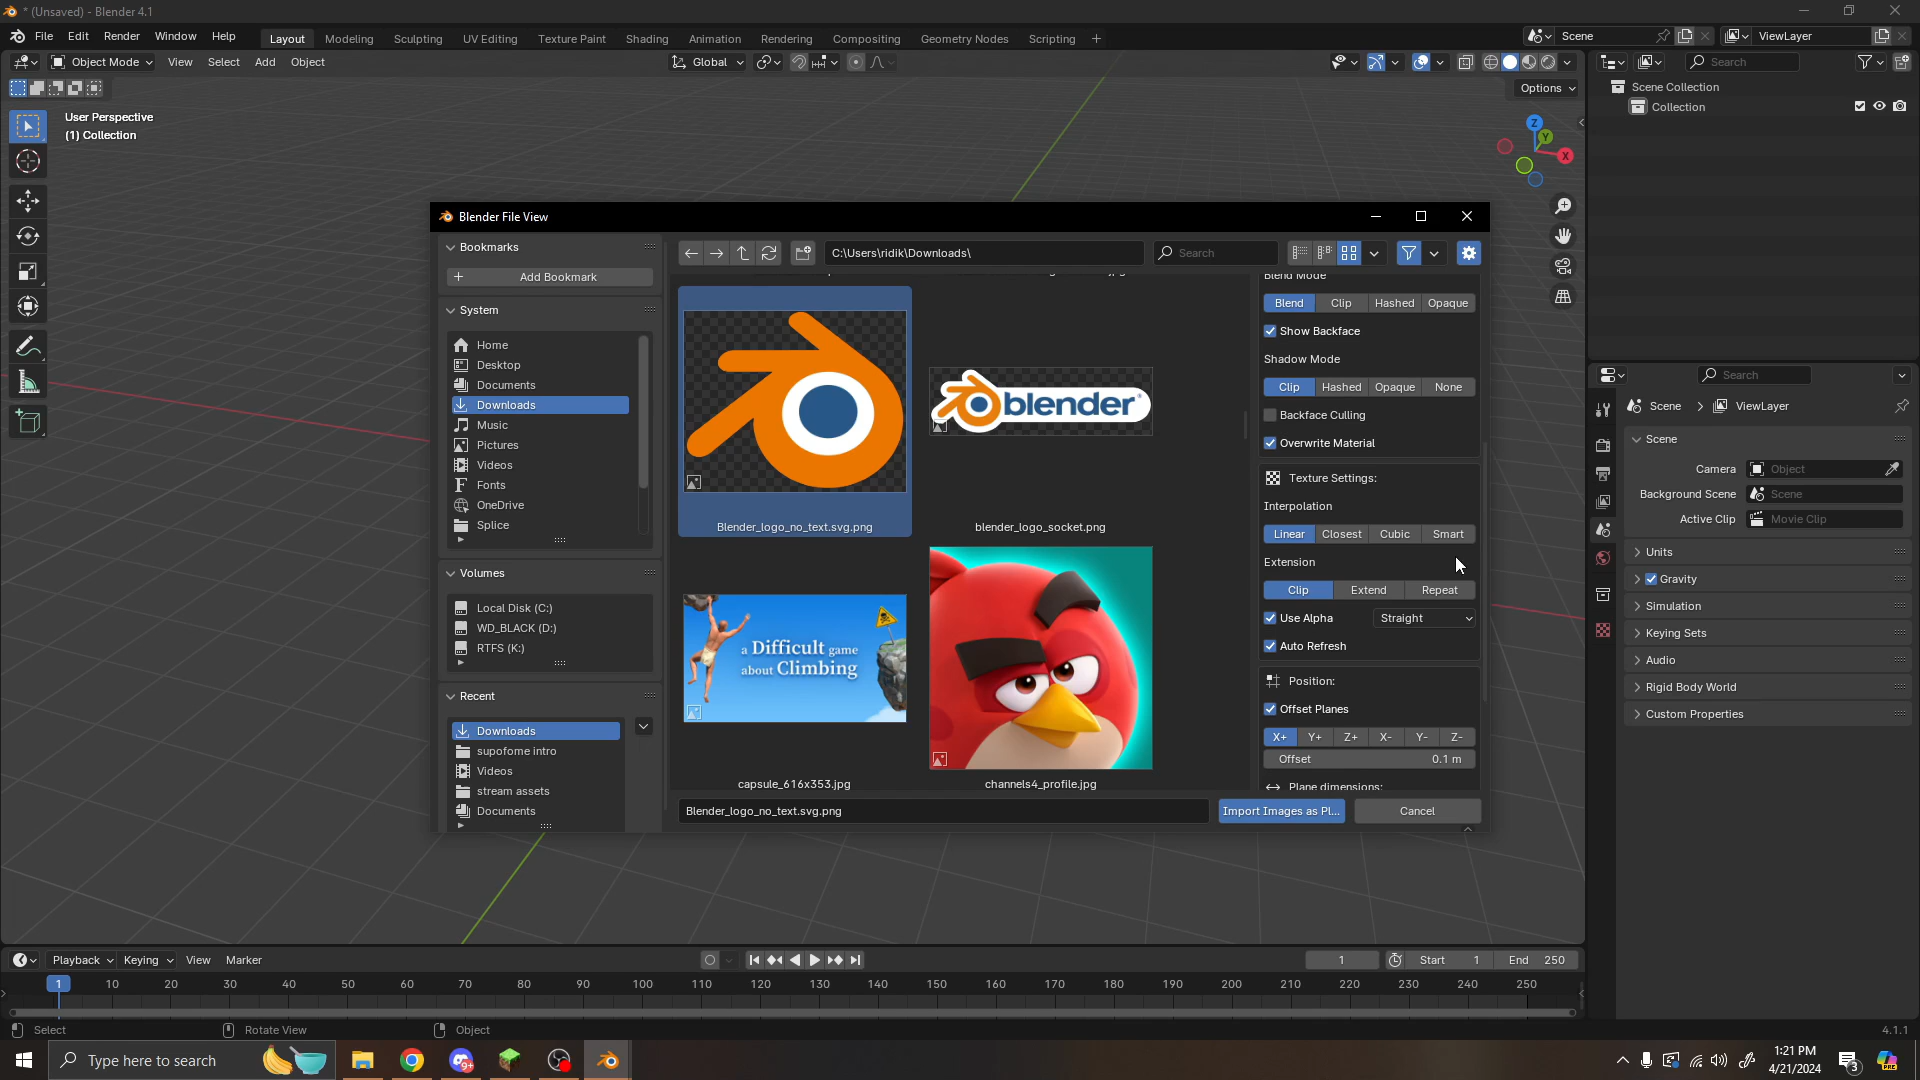 * (Unsaved) - Blender 4.1
File Edit Render Window Help Layout Modeling Sculpting UV Editing Texture Paint Shading Animation Rendering Compositing Geometry Nodes Scripting + Scene ViewLayer
Object Mode View Select Add Object Global Search
Options
User Perspective
(1) Collection
Z
Y
X
Scene Collection
Collection
Blender File View
Bookmarks
Add Bookmark
System
Home
Desktop
Documents
Downloads
Music
Pictures
Videos
Fonts
OneDrive
Splice
Volumes
Local Disk (C:)
WD_BLACK (D:)
RTFS (K:)
Recent
Downloads
supofome intro
Videos
stream assets
Documents
C:\Users\ridik\Downloads\
Search
Blender_logo_no_text.svg.png
blender
blender_logo_socket.png
a Difficult game
about Climbing
capsule_616x353.jpg
channels4_profile.jpg
Blend Mode
Blend Clip Hashed Opaque
Show Backface
Shadow Mode
Clip Hashed Opaque None
Backface Culling
Overwrite Material
Texture Settings:
Interpolation
Linear Closest Cubic Smart
Extension
Clip Extend Repeat
Use Alpha Straight
Auto Refresh
Position:
Offset Planes
X+ Y+ Z+ X- Y- Z-
Offset 0.1 m
Plane dimensions:
Blender_logo_no_text.svg.png
Import Images as Pl...
Cancel
Search
Scene > ViewLayer
Scene
Camera Object
Background Scene Scene
Active Clip Movie Clip
Units
Gravity
Simulation
Keying Sets
Audio
Rigid Body World
Custom Properties
Playback Keying View Marker 1 Start 1 End 250
1 10 20 30 40 50 60 70 80 90 100 110 120 130 140 150 160 170 180 190 200 210 220 230 240 250
Select Rotate View Object 4.1.1
Type here to search
9+
1:21 PM
4/21/2024
3
PRE